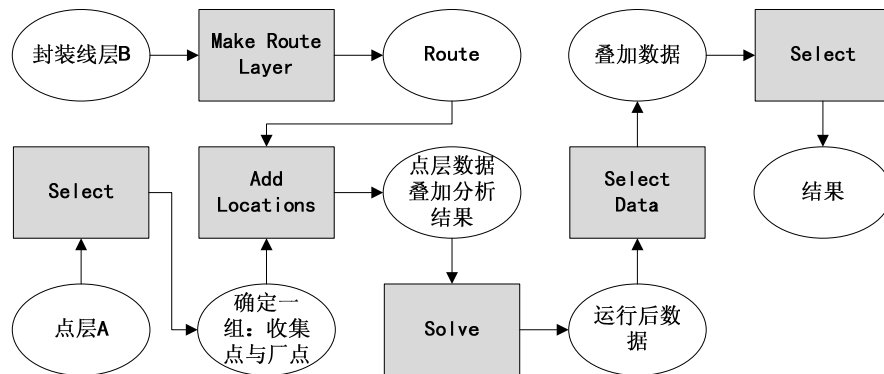 封装线层B
Make Route
Layer
Route
叠加数据
Select
Select
Add
Locations
点层数据
叠加分析
结果
Select
Data
结果
点层A
确定一
组：收集
点与厂点
Solve
运行后数
据